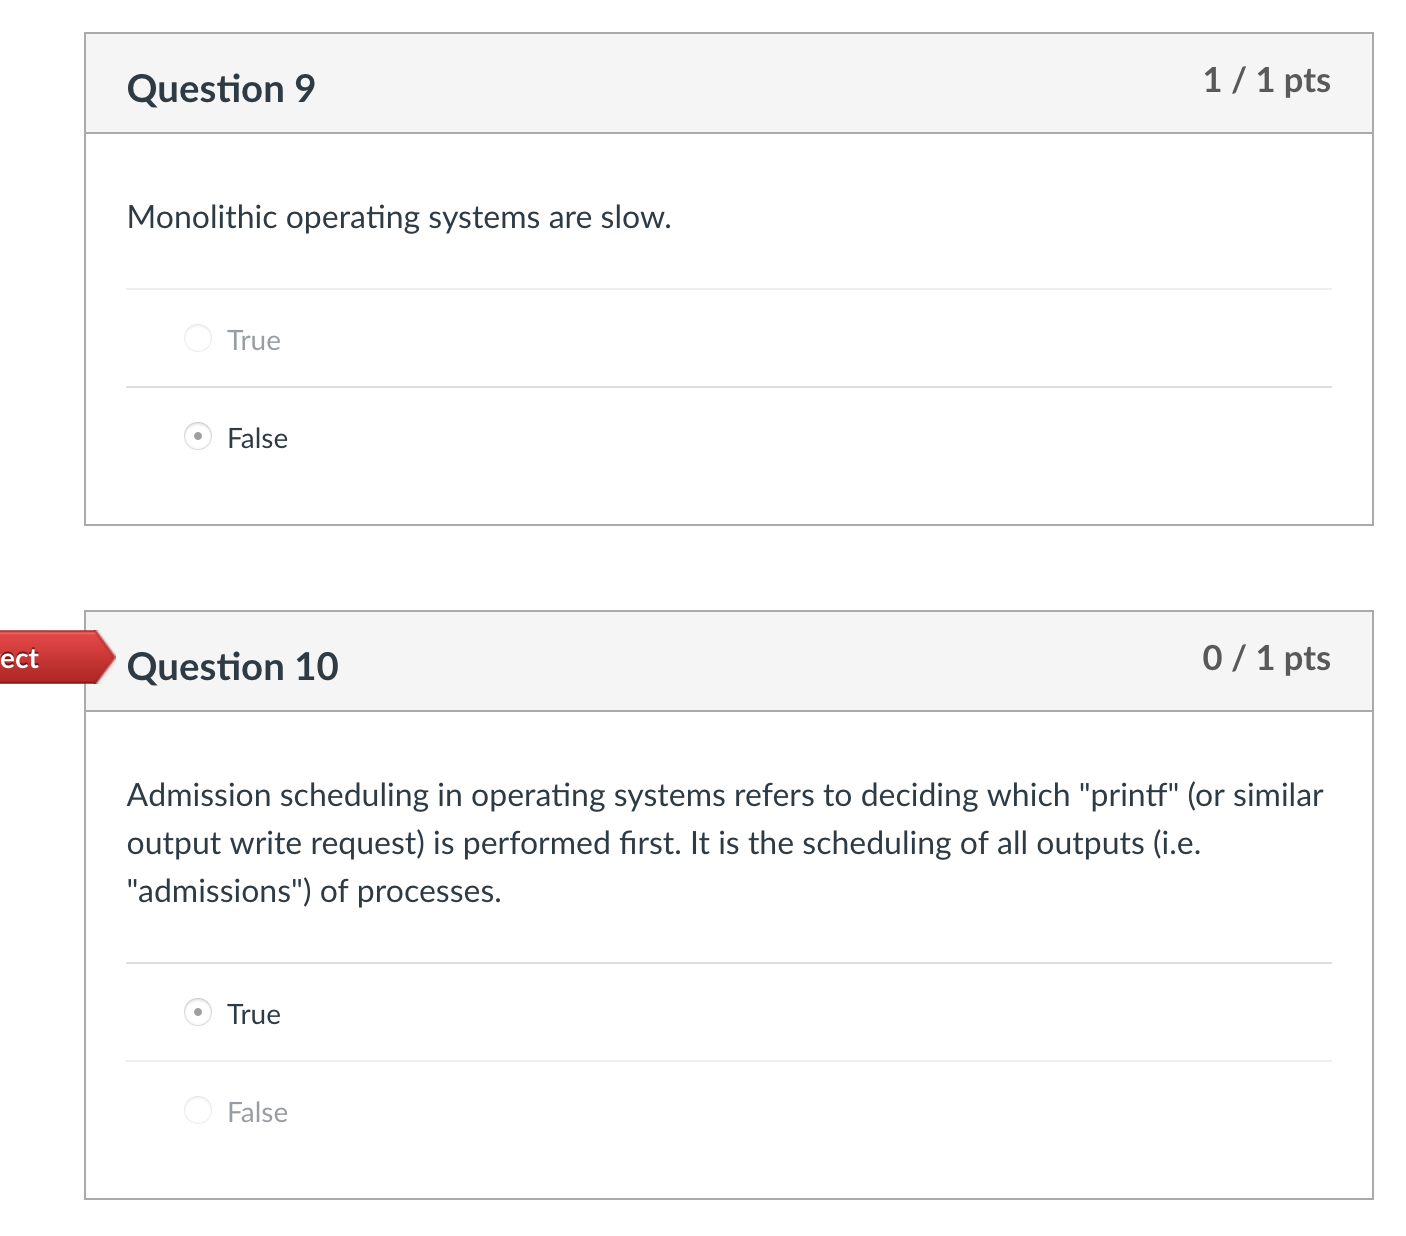 Question 9
1 / 1 pts
Monolithic operating systems are slow.
True
False
ect
Question 10
0 / 1 pts
Admission scheduling in operating systems refers to deciding which "printf" (or similar
output write request) is performed first. It is the scheduling of all outputs (i.e.
"admissions") of processes.
True
False